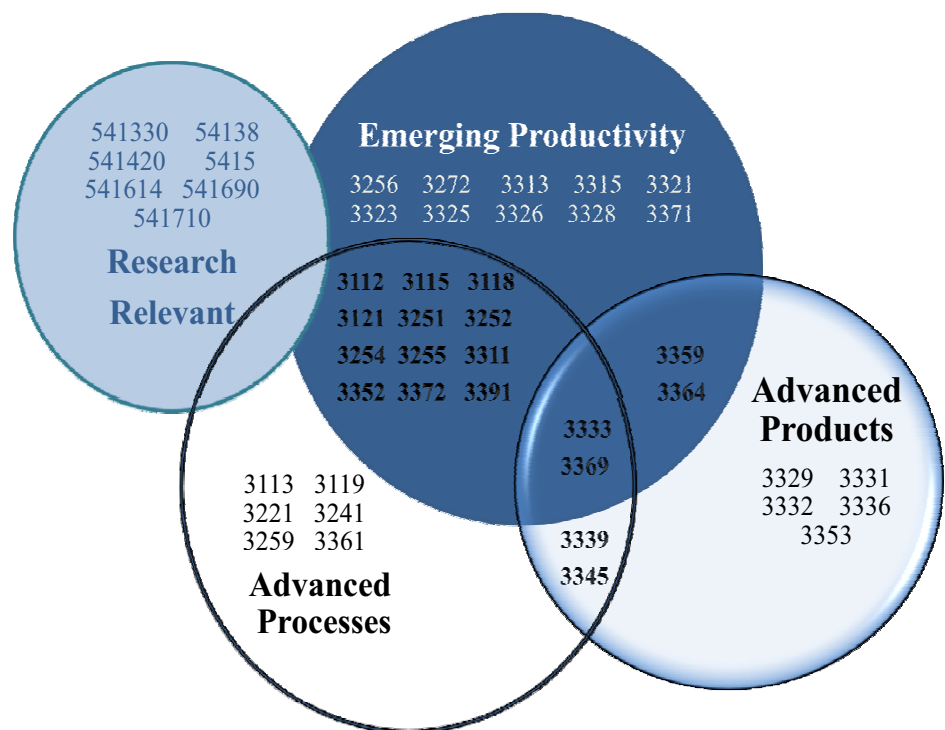 541330 54138
541420 5415
541614 541690
541710
Research
Relevant
Emerging Productivity
3256 3272 3313 3315 3321
3323 3325 3326 3328 3371
3112 3115 3118
3121 3251 3252
3254 3255 3311
3352 3372 3391
3359
3364
3333
3369
Advanced
Products
3329 3331
3332 3336
3353
3113 3119
3221 3241
3259 3361
Advanced
Processes
3339
3345